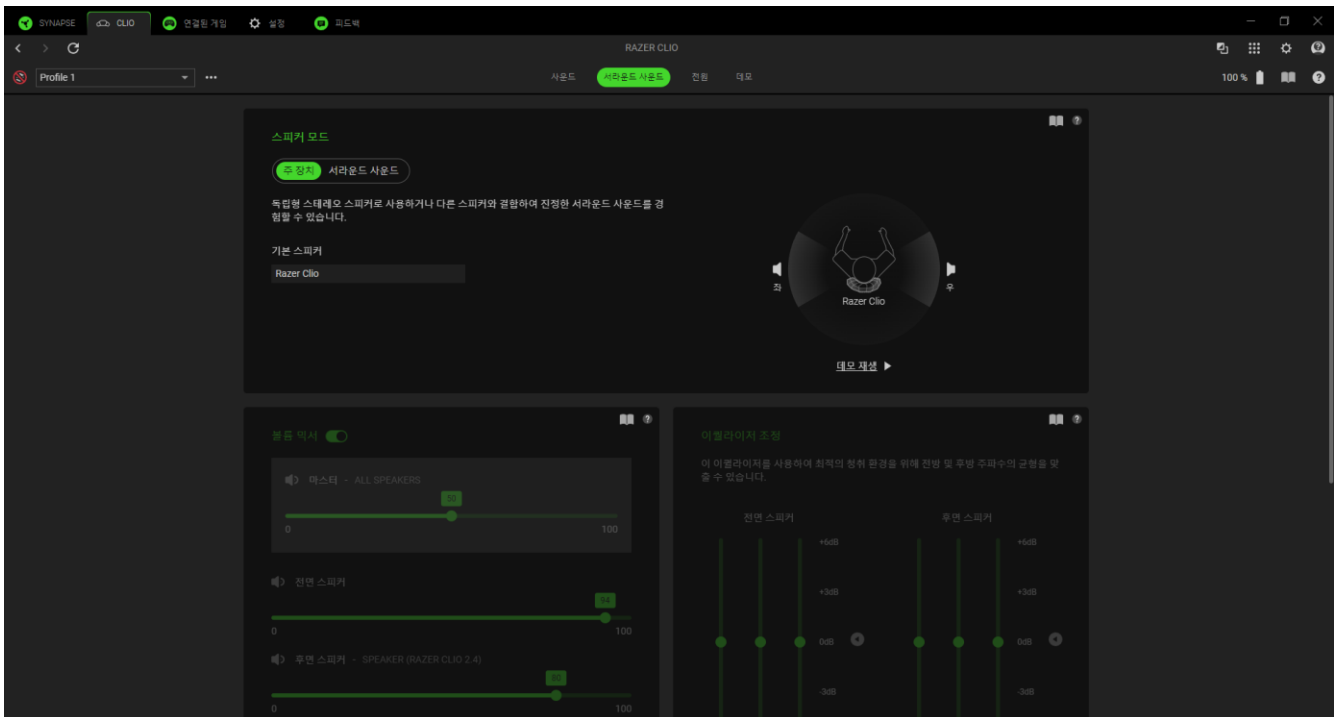 SYNAPSE CLIO 연결된 게임 설정 피드백
RAZER CLIO
Profile 1 사운드 서라운드 사운드 전원 데모 100 %
스피커 모드
주 장치 서라운드 사운드
독립형 스테레오 스피커로 사용하거나 다른 스피커와 결합하여 진정한 서라운드 사운드를 경
험할 수 있습니다.
기본 스피커
Razer Clio
좌 우
Razer Clio
데모 재생
볼륨 믹서
마스터 - ALL SPEAKERS
50
0 100
전면 스피커
94
0 100
후면 스피커 - SPEAKER (RAZER CLIO 2.4)
80
0 100
이퀄라이저 조정
이 이퀄라이저를 사용하여 최적의 청취 환경을 위해 전방 및 후방 주파수의 균형을 맞
출 수 있습니다.
전면 스피커 후면 스피커
+6dB +6dB
+3dB +3dB
0dB 0dB
-3dB -3dB